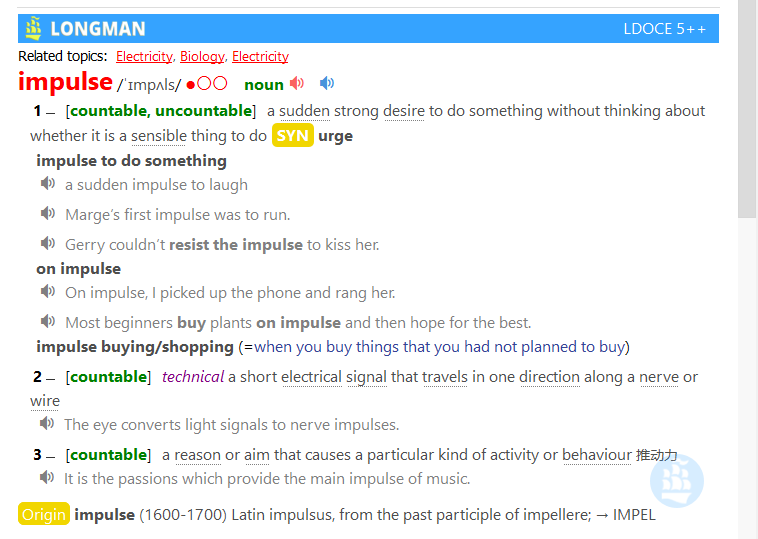 LONGMAN LDOCE 5++
Related topics: Electricity, Biology, Electricity
impulse /ˈɪmpʌls/ ●○○ noun
1 – [countable, uncountable] a sudden strong desire to do something without thinking about
whether it is a sensible thing to do SYN urge
impulse to do something
a sudden impulse to laugh
Marge’s first impulse was to run.
Gerry couldn’t resist the impulse to kiss her.
on impulse
On impulse, I picked up the phone and rang her.
Most beginners buy plants on impulse and then hope for the best.
impulse buying/shopping (=when you buy things that you had not planned to buy)
2 – [countable] technical a short electrical signal that travels in one direction along a nerve or
wire
The eye converts light signals to nerve impulses.
3 – [countable] a reason or aim that causes a particular kind of activity or behaviour 推动力
It is the passions which provide the main impulse of music.
Origin impulse (1600-1700) Latin impulsus, from the past participle of impellere; → IMPEL